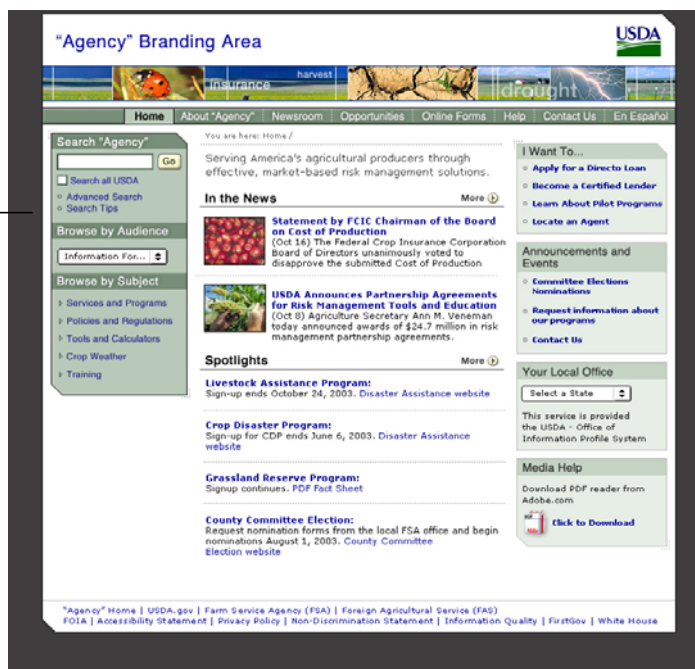 "Agency" Branding Area
USDA
insurance
harvest
drought
Home | About "Agency" | Newsroom | Opportunities | Online Forms | Help | Contact Us | En Español
Search "Agency"
Go
Search all USDA
Advanced Search
Search Tips
Browse by Audience
Information For...
Browse by Subject
Services and Programs
Policies and Regulations
Tools and Calculators
Crop Weather
Training
You are here: Home /
Serving America's agricultural producers through
effective, market-based risk management solutions.
In the News
More
Statement by FCIC Chairman of the Board
on Cost of Production
(Oct 16) The Federal Crop Insurance Corporation
Board of Directors unanimously voted to
disapprove the submitted Cost of Production
USDA Announces Partnership Agreements
for Risk Management Tools and Education
(Oct 8) Agriculture Secretary Ann M. Veneman
today announced awards of $24.7 million in risk
management partnership agreements.
Spotlights
More
Livestock Assistance Program:
Sign-up ends October 24, 2003. Disaster Assistance website
Crop Disaster Program:
Sign-up for CDP ends June 6, 2003. Disaster Assistance
website
Grassland Reserve Program:
Signup continues. PDF Fact Sheet
County Committee Election:
Request nomination forms from the local FSA office and begin
nominations August 1, 2003. County Committee
Election website
I Want To...
Apply for a Directo Loan
Become a Certified Lender
Learn About Pilot Programs
Locate an Agent
Announcements and
Events
Committee Elections
Nominations
Request information about
our programs
Contact Us
Your Local Office
Select a State
This service is provided
the USDA - Office of
Information Profile System
Media Help
Download PDF reader from
Adobe.com
Click to Download
"Agency" Home | USDA.gov | Farm Service Agency (FSA) | Foreign Agricultural Service (FAS)
FOIA | Accessibility Statement | Privacy Policy | Non-Discrimination Statement | Information Quality | FirstGov | White House